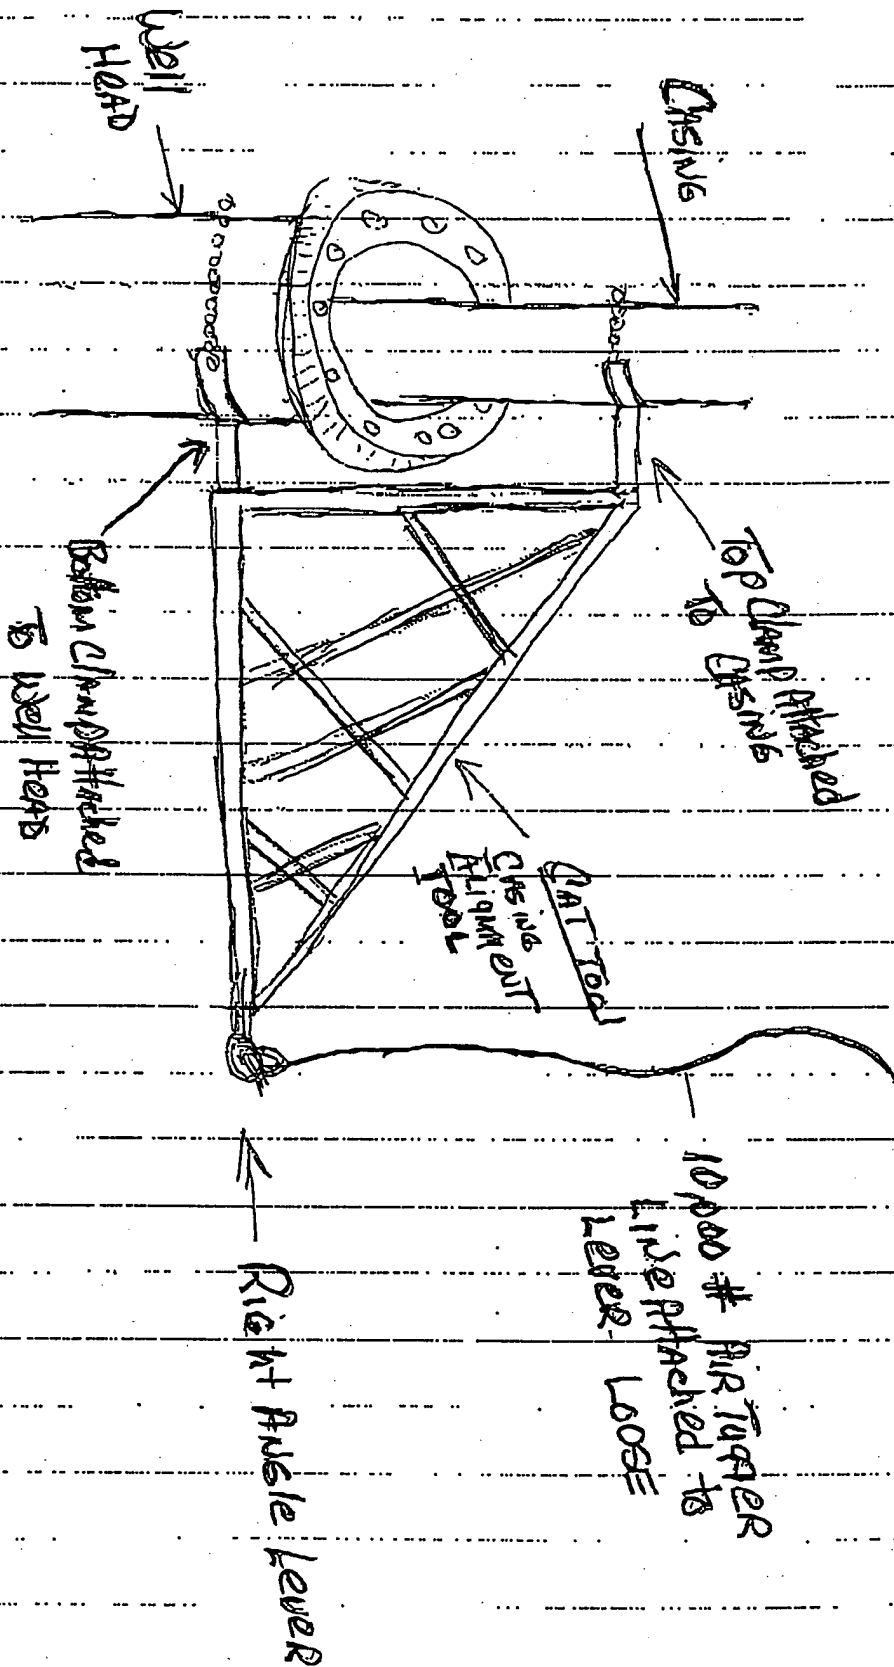 CASING
Well
HEAD
TOP CLAMP Attached
TO CASING
CAT TOOL
CASING
ALIGNMENT
TOOL
Bottom CLAMP Attached
To Well HEAD
10,000 # AIR TUGGER
LINE Attached to
LEVER LOOSE
RIGHT ANGLE LEVER